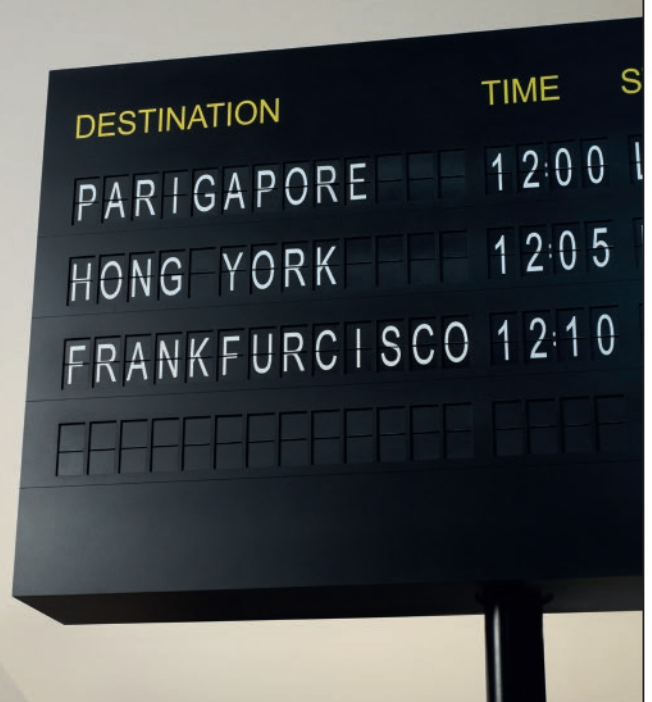 DESTINATION TIME S
PARIGAPORE 12:00 L
HONG YORK 12:05
FRANKFURCISCO 12:10